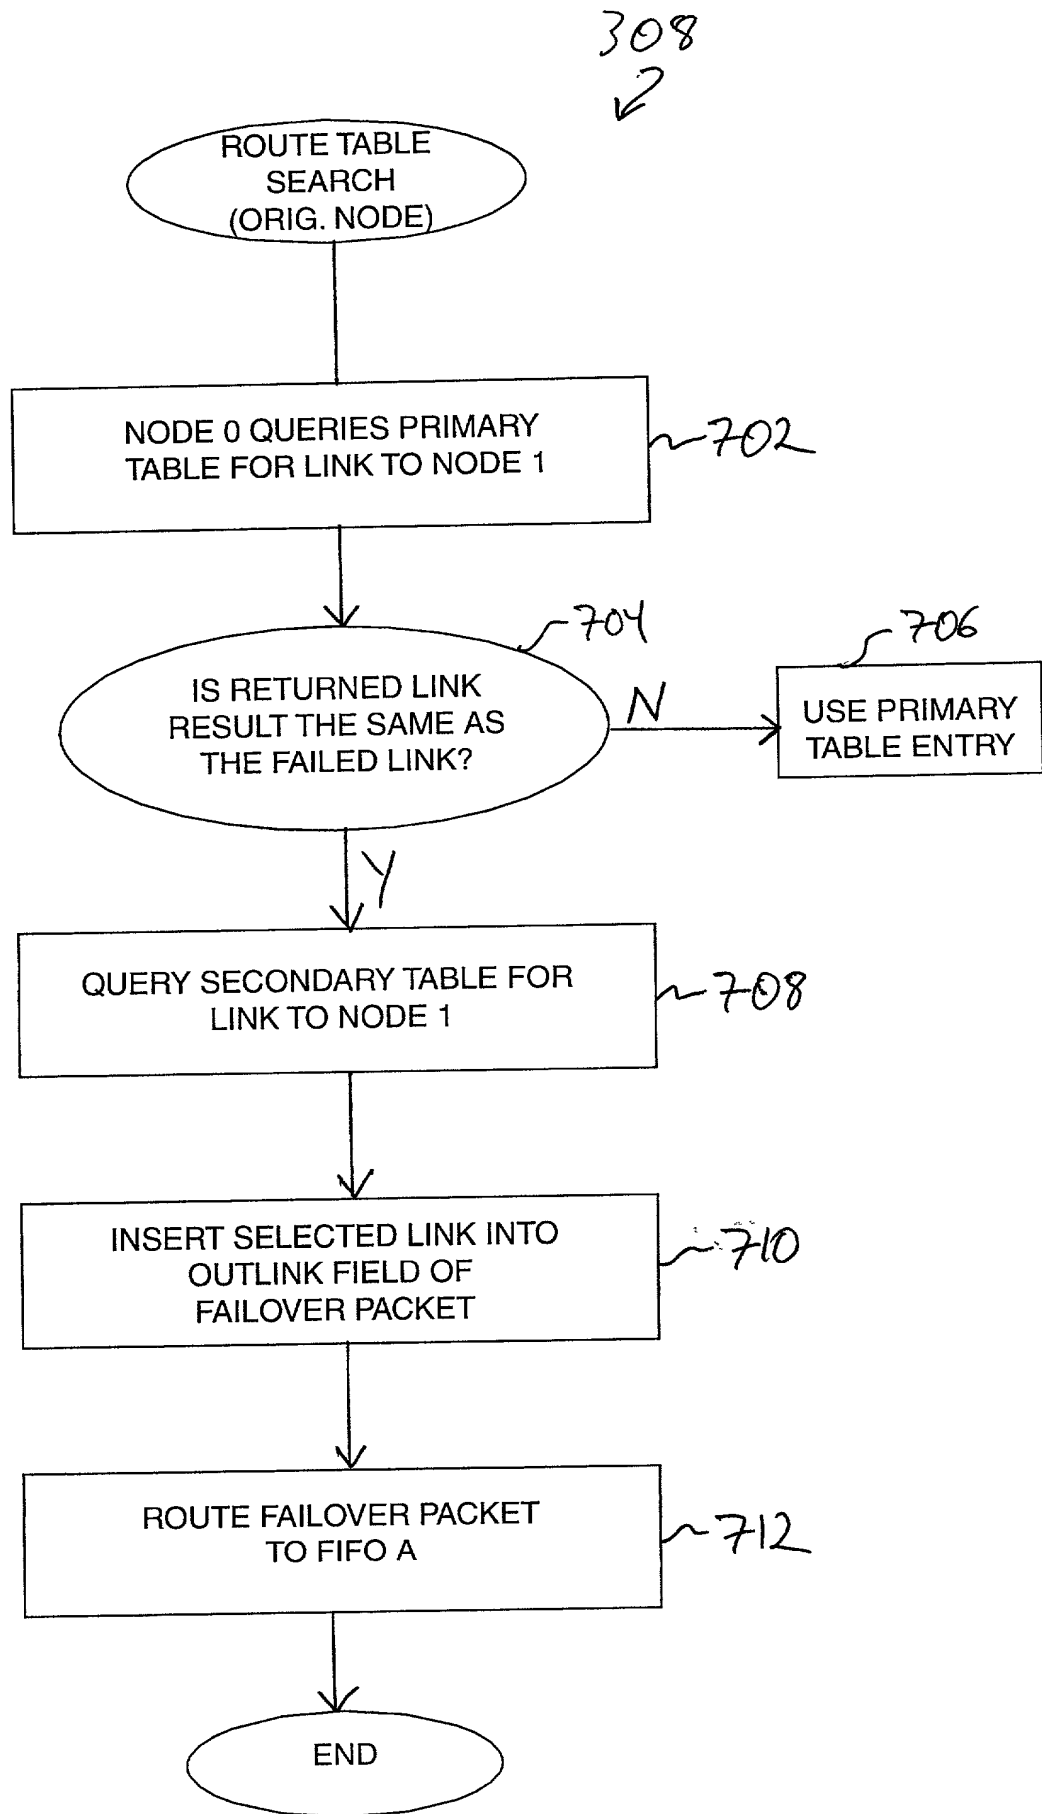 308
ROUTE TABLE
SEARCH
(ORIG. NODE)
NODE 0 QUERIES PRIMARY
TABLE FOR LINK TO NODE 1
702
IS RETURNED LINK
RESULT THE SAME AS
THE FAILED LINK?
704
N
706
USE PRIMARY
TABLE ENTRY
Y
QUERY SECONDARY TABLE FOR
LINK TO NODE 1
708
INSERT SELECTED LINK INTO
OUTLINK FIELD OF
FAILOVER PACKET
710
ROUTE FAILOVER PACKET
TO FIFO A
712
END